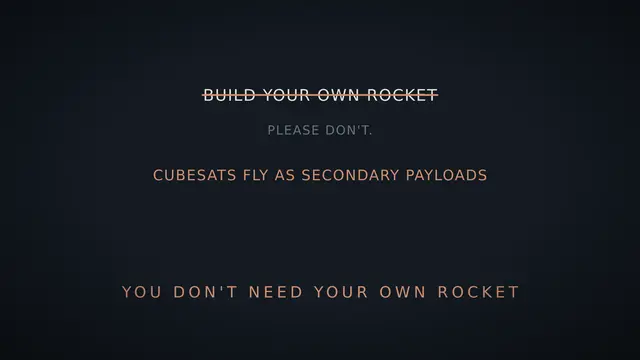 BUILD YOUR OWN ROCKET
PLEASE DON'T.
CUBESATS FLY AS SECONDARY PAYLOADS
YOU DON'T NEED YOUR OWN ROCKET